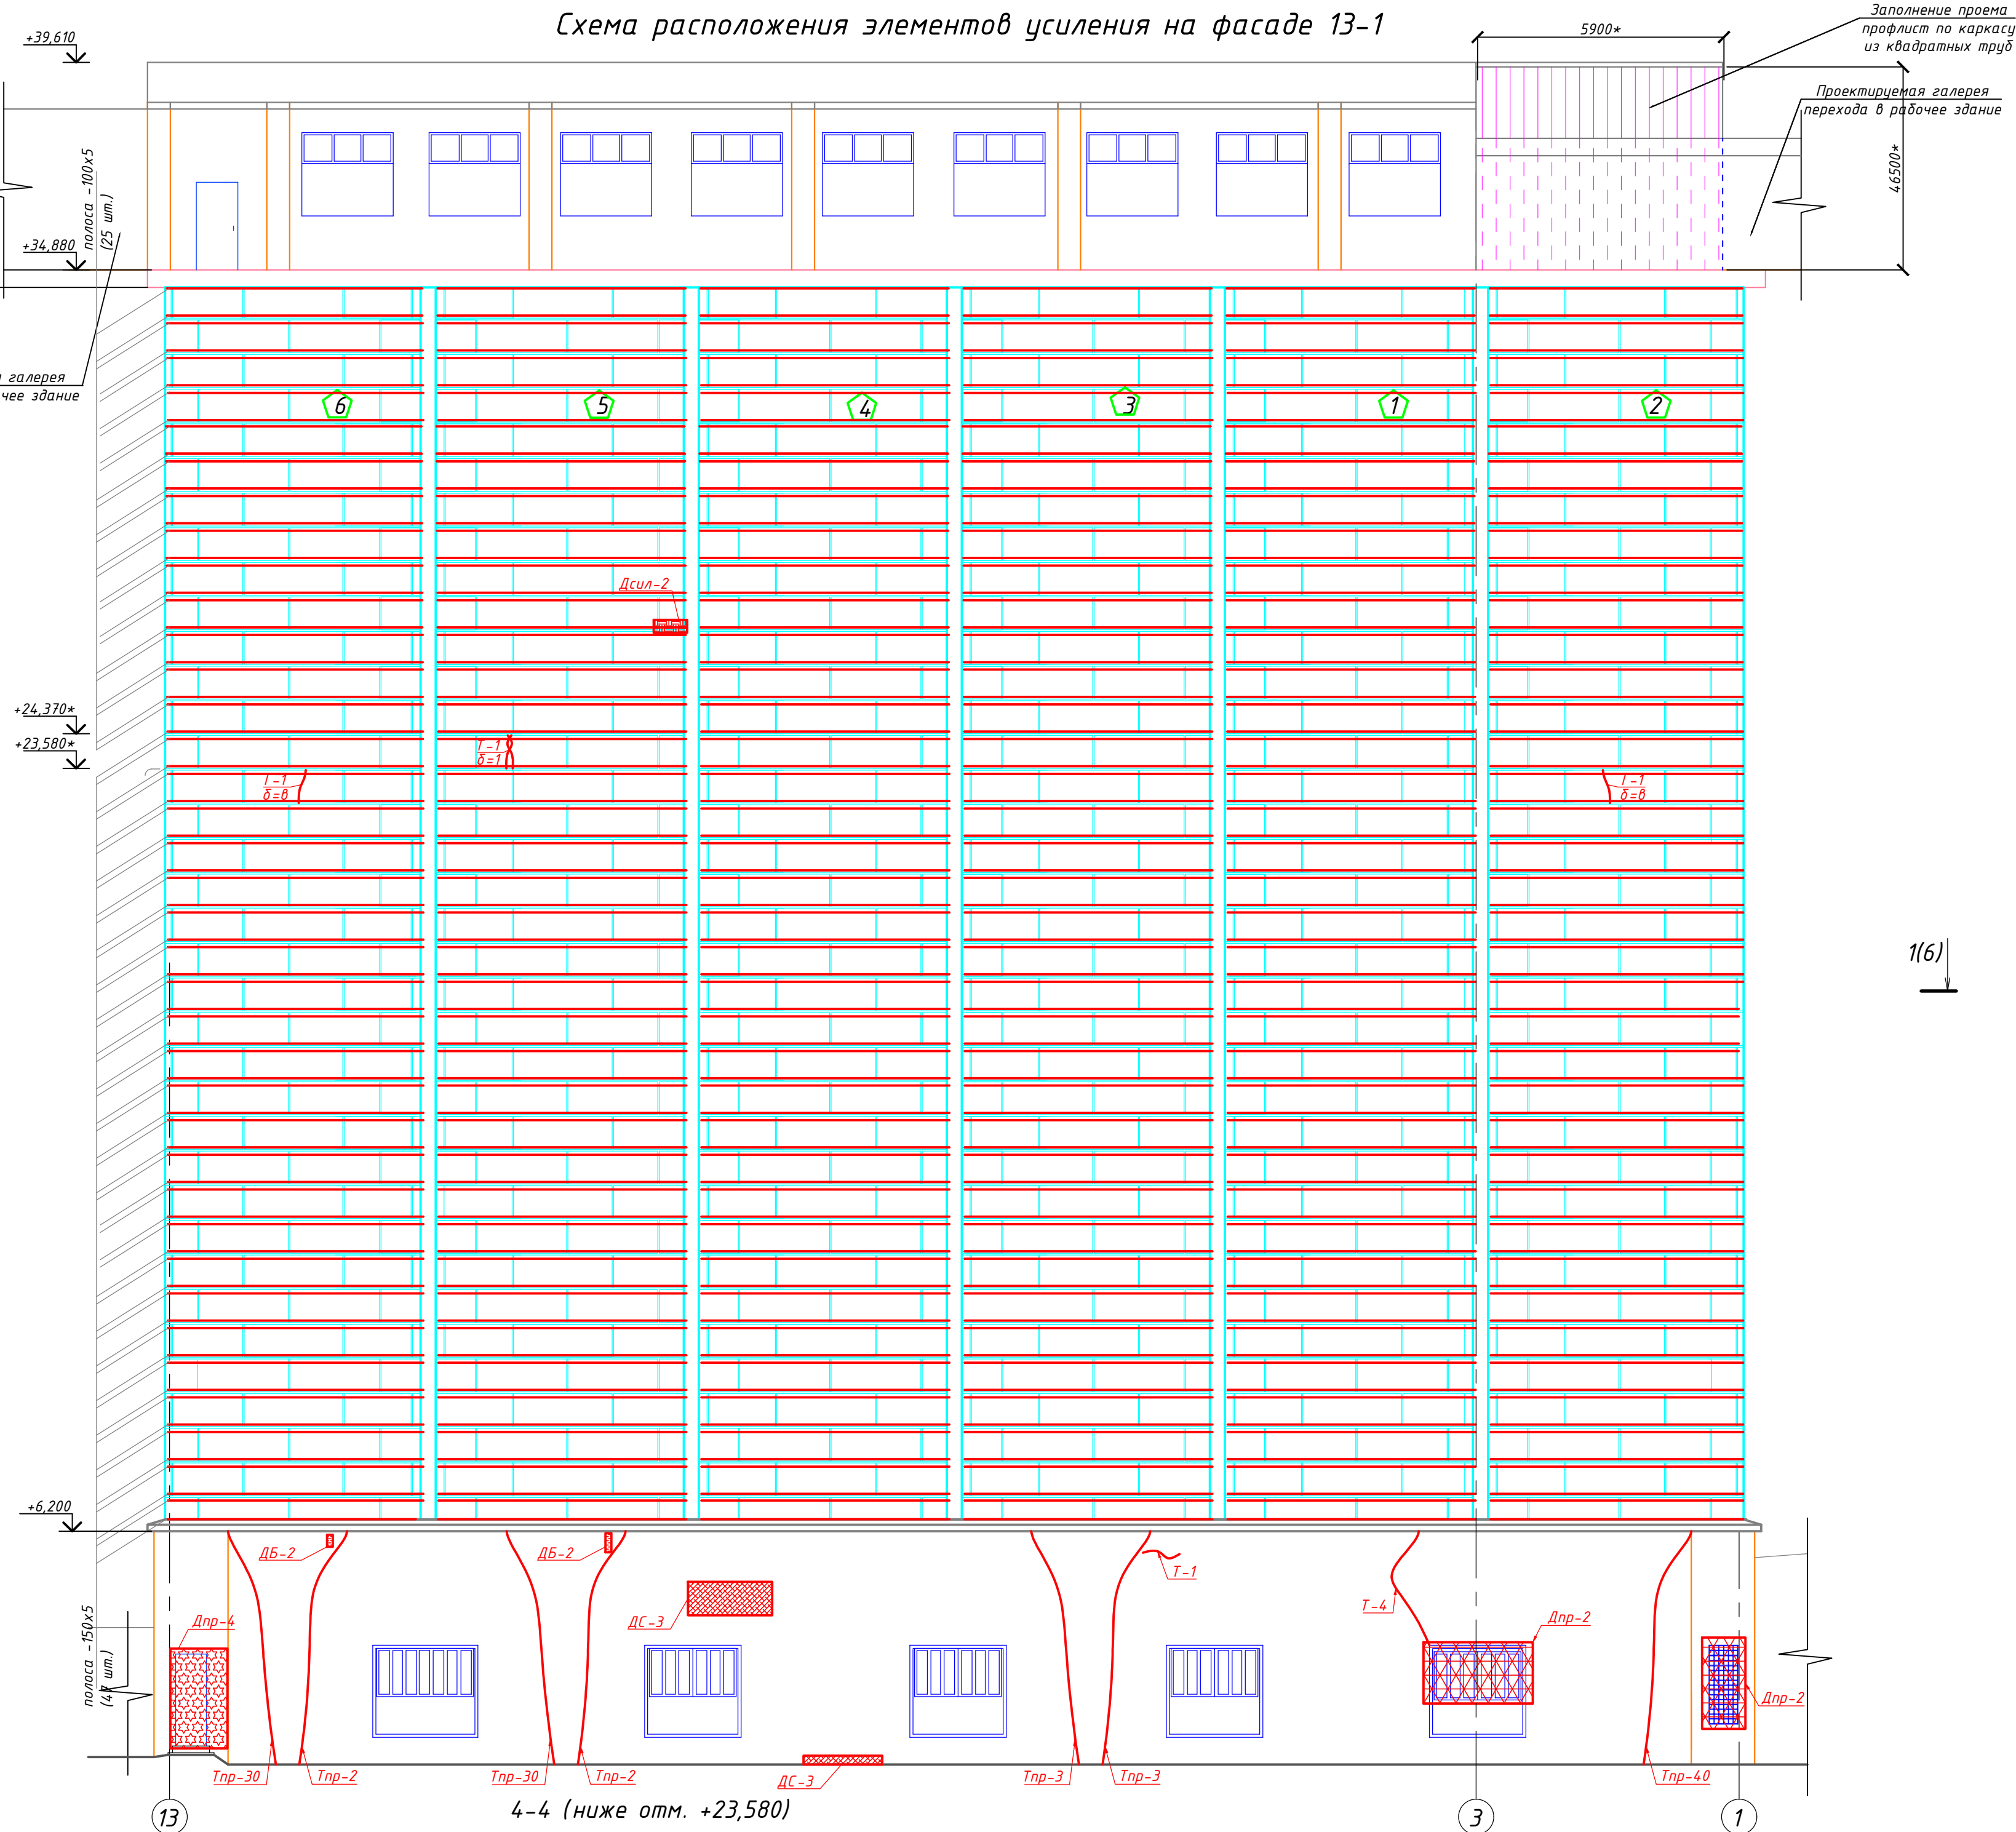 Схема расположения элементов усиления на фасаде 13-1
+39,610
5900*
Заполнение проема
профлист по каркасу
из квадратных труб
Проектируемая галерея
перехода в рабочее здание
46500*
полоса -100х5
(25 шт.)
+34,880
галерея
чее здание
6
5
4
3
1
2
Дсил-2
+24,370*
+23,580*
Т-1
δ=1
Т-1
δ=в
Т-1
δ=в
1(6)
+6,200
ДБ-2
ДБ-2
Т-1
ДС-3
Т-4
Дпр-2
Дпр-4
полоса -150х5
(47 шт.)
Дпр-2
Тпр-30
Тпр-2
Тпр-30
Тпр-2
ДС-3
Тпр-3
Тпр-3
Тпр-40
13
4-4 (ниже отм. +23,580)
3
1